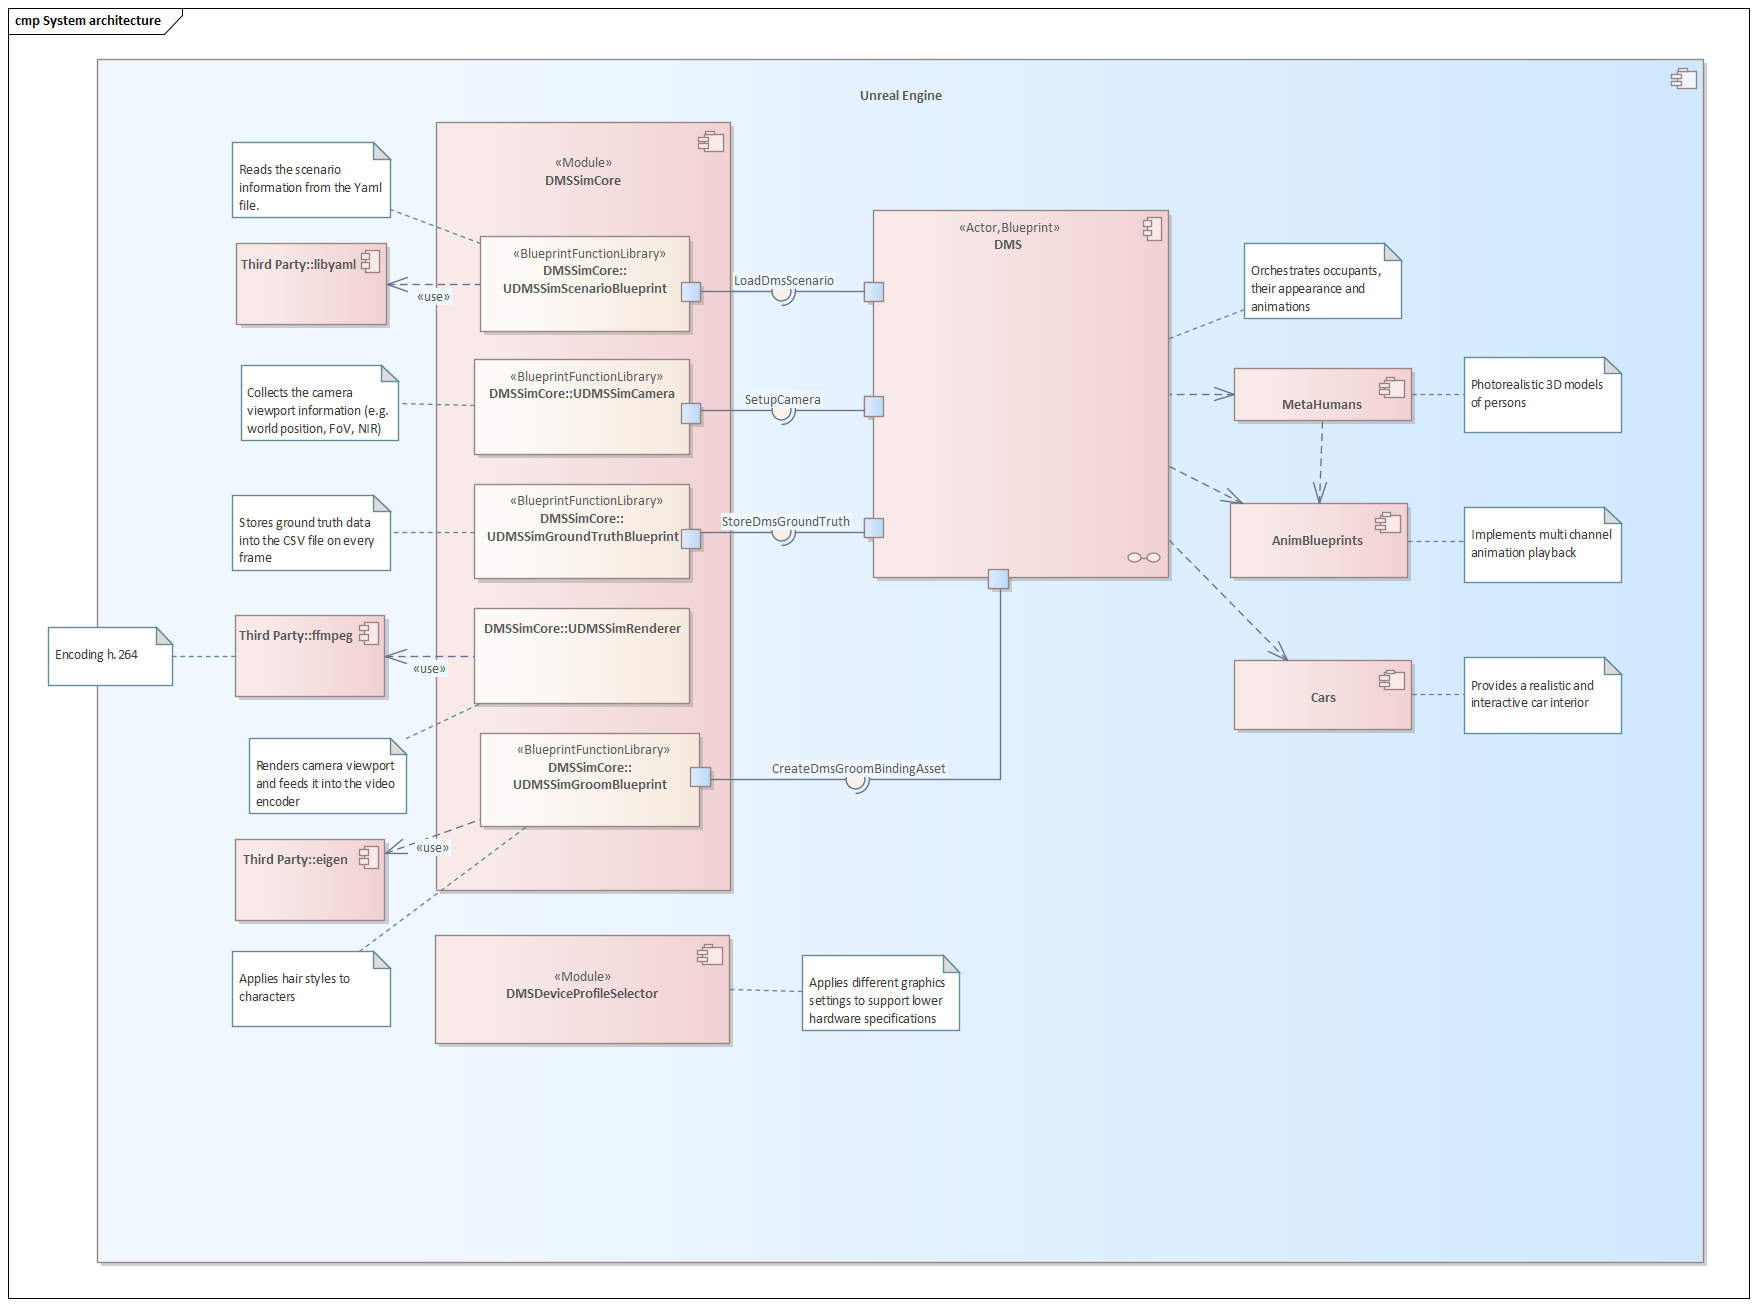 cmp System architecture
Unreal Engine
Reads the scenario
information from the Yaml
file.
«Module»
DMSSimCore
Third Party::libyaml
«use»
«BlueprintFunctionLibrary»
DMSSimCore::
UDMSSimScenarioBlueprint
LoadDmsScenario
«Actor,Blueprint»
DMS
Orchestrates occupants,
their appearance and
animations
Collects the camera
viewport information (e.g.
world position, FoV, NIR)
«BlueprintFunctionLibrary»
DMSSimCore::UDMSSimCamera
SetupCamera
MetaHumans
Photorealistic 3D models
of persons
Stores ground truth data
into the CSV file on every
frame
«BlueprintFunctionLibrary»
DMSSimCore::
UDMSSimGroundTruthBlueprint
StoreDmsGroundTruth
AnimBlueprints
Implements multi channel
animation playback
Encoding h.264
Third Party::ffmpeg
«use»
DMSSimCore::UDMSSimRenderer
Cars
Provides a realistic and
interactive car interior
Renders camera viewport
and feeds it into the video
encoder
«BlueprintFunctionLibrary»
DMSSimCore::
UDMSSimGroomBlueprint
CreateDmsGroomBindingAsset
Third Party::eigen
«use»
Applies hair styles to
characters
«Module»
DMSDeviceProfileSelector
Applies different graphics
settings to support lower
hardware specifications